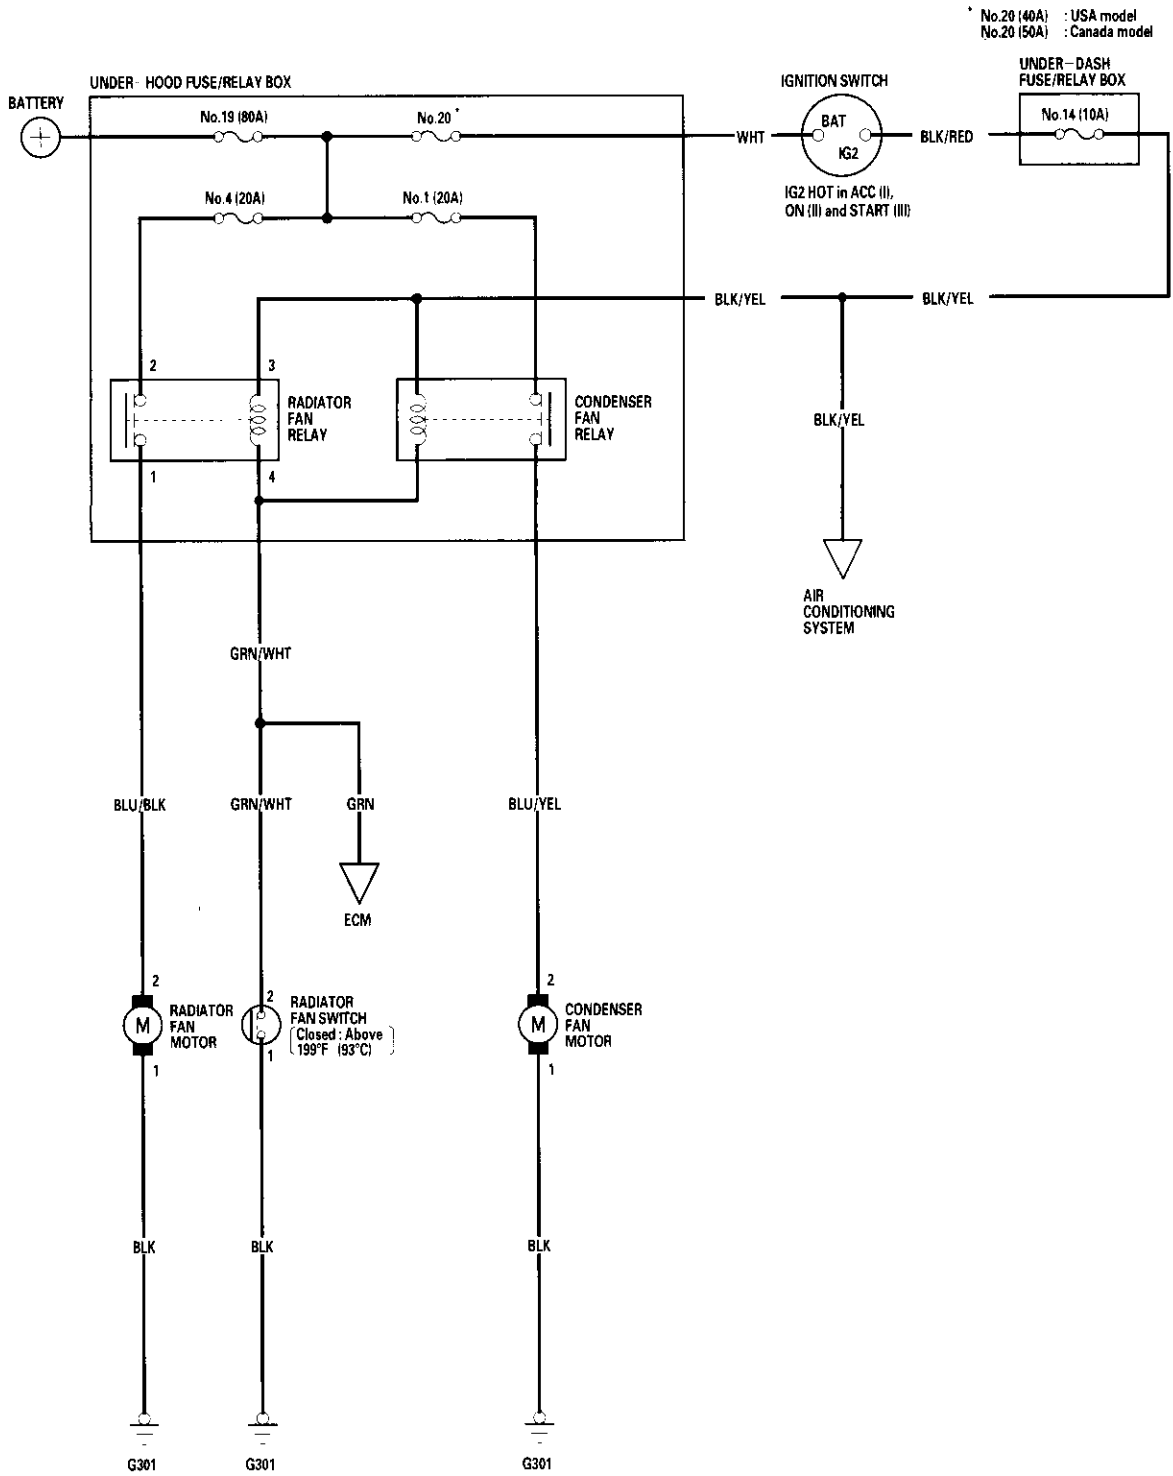 * No.20 (40A) : USA model
No.20 (50A) : Canada model
UNDER-DASH
FUSE/RELAY BOX
UNDER- HOOD FUSE/RELAY BOX
IGNITION SWITCH
BATTERY
No.19 (80A)
No.20 *
WHT
BAT
IG2
BLK/RED
No.14 (10A)
No.4 (20A)
No.1 (20A)
IG2 HOT in ACC (I),
ON (II) and START (III)
BLK/YEL
BLK/YEL
2
3
RADIATOR
FAN
RELAY
CONDENSER
FAN
RELAY
BLK/YEL
1
4
AIR
CONDITIONING
SYSTEM
GRN/WHT
BLU/BLK
GRN/WHT
GRN
BLU/YEL
ECM
2
RADIATOR
FAN
MOTOR
1
2
RADIATOR
FAN SWITCH
(Closed : Above
199°F (93°C) )
1
2
CONDENSER
FAN
MOTOR
1
M
M
BLK
BLK
BLK
G301
G301
G301